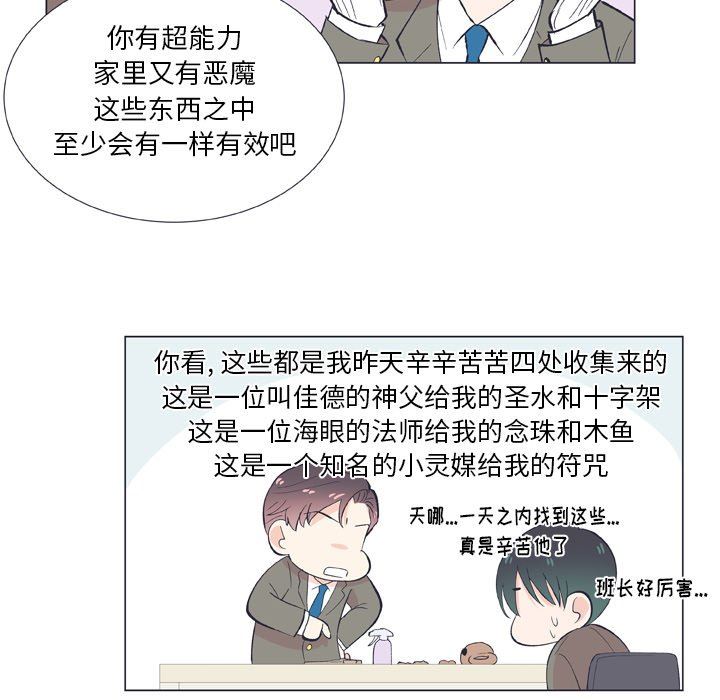 你有超能力
家里又有恶魔
这些东西之中
至少会有一样有效吧
你看, 这些都是我昨天辛辛苦苦四处收集来的
这是一位叫佳德的神父给我的圣水和十字架
这是一位海眼的法师给我的念珠和木鱼
这是一个知名的小灵媒给我的符咒
天哪...一天之内找到这些...
真是辛苦他了
班长好厉害...